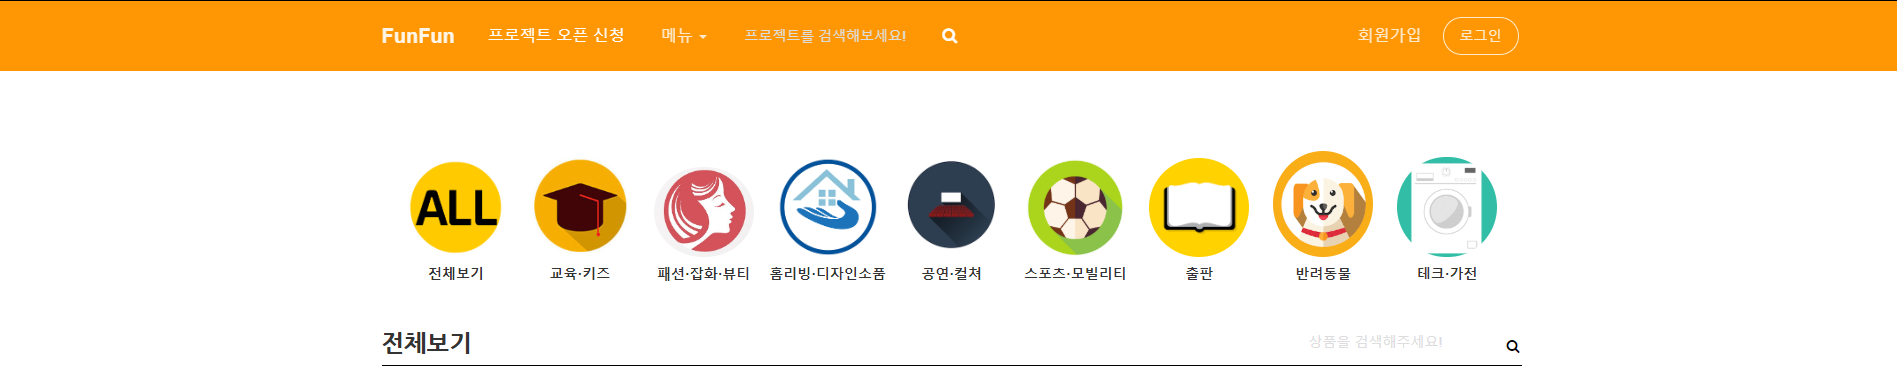 FunFun 프로젝트 오픈 신청 메뉴 프로젝트를 검색해보세요! 회원가입 로그인
ALL
전체보기 교육·키즈 패션·잡화·뷰티 홈리빙·디자인소품 공연·컬쳐 스포츠·모빌리티 출판 반려동물 테크·가전
전체보기 상품을 검색해주세요!